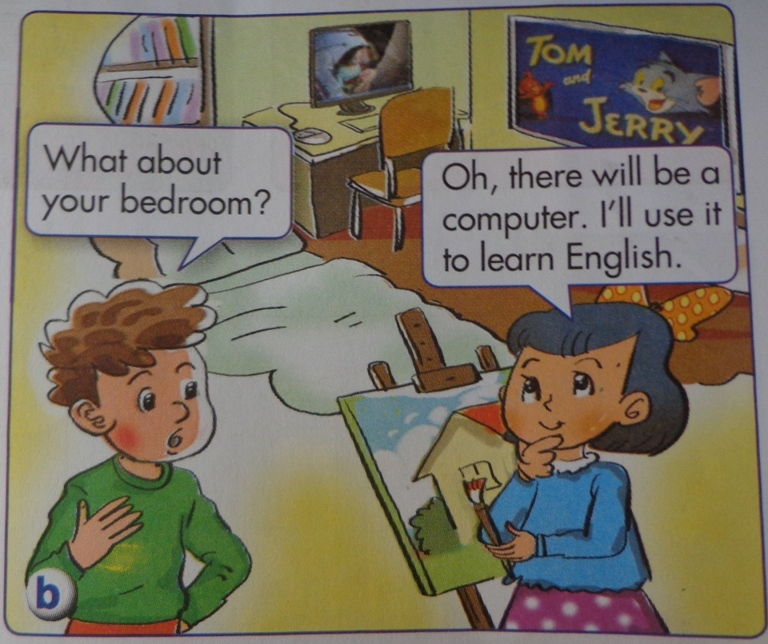 TOM
and
JERRY
What about
your bedroom?
Oh, there will be a
computer. I'll use it
to learn English.
b